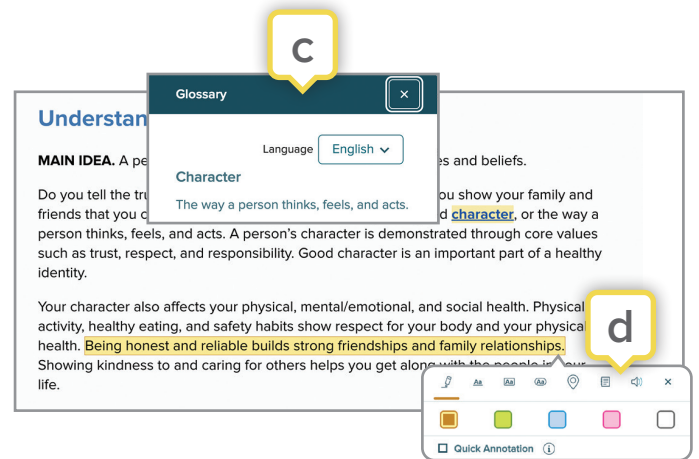 c
Glossary
×
Language English
Character
The way a person thinks, feels, and acts.
Understan
MAIN IDEA. A pe es and beliefs.
Do you tell the tru ou show your family and
friends that you c d character, or the way a
person thinks, feels, and acts. A person's character is demonstrated through core values
such as trust, respect, and responsibility. Good character is an important part of a healthy
identity.
Your character also affects your physical, mental/emotional, and social health. Physical
activity, healthy eating, and safety habits show respect for your body and your physical
health. Being honest and reliable builds strong friendships and family relationships.
Showing kindness to and caring for others helps you get along with the people in your
life.
d
Aa Aa Aa ×
Quick Annotation i